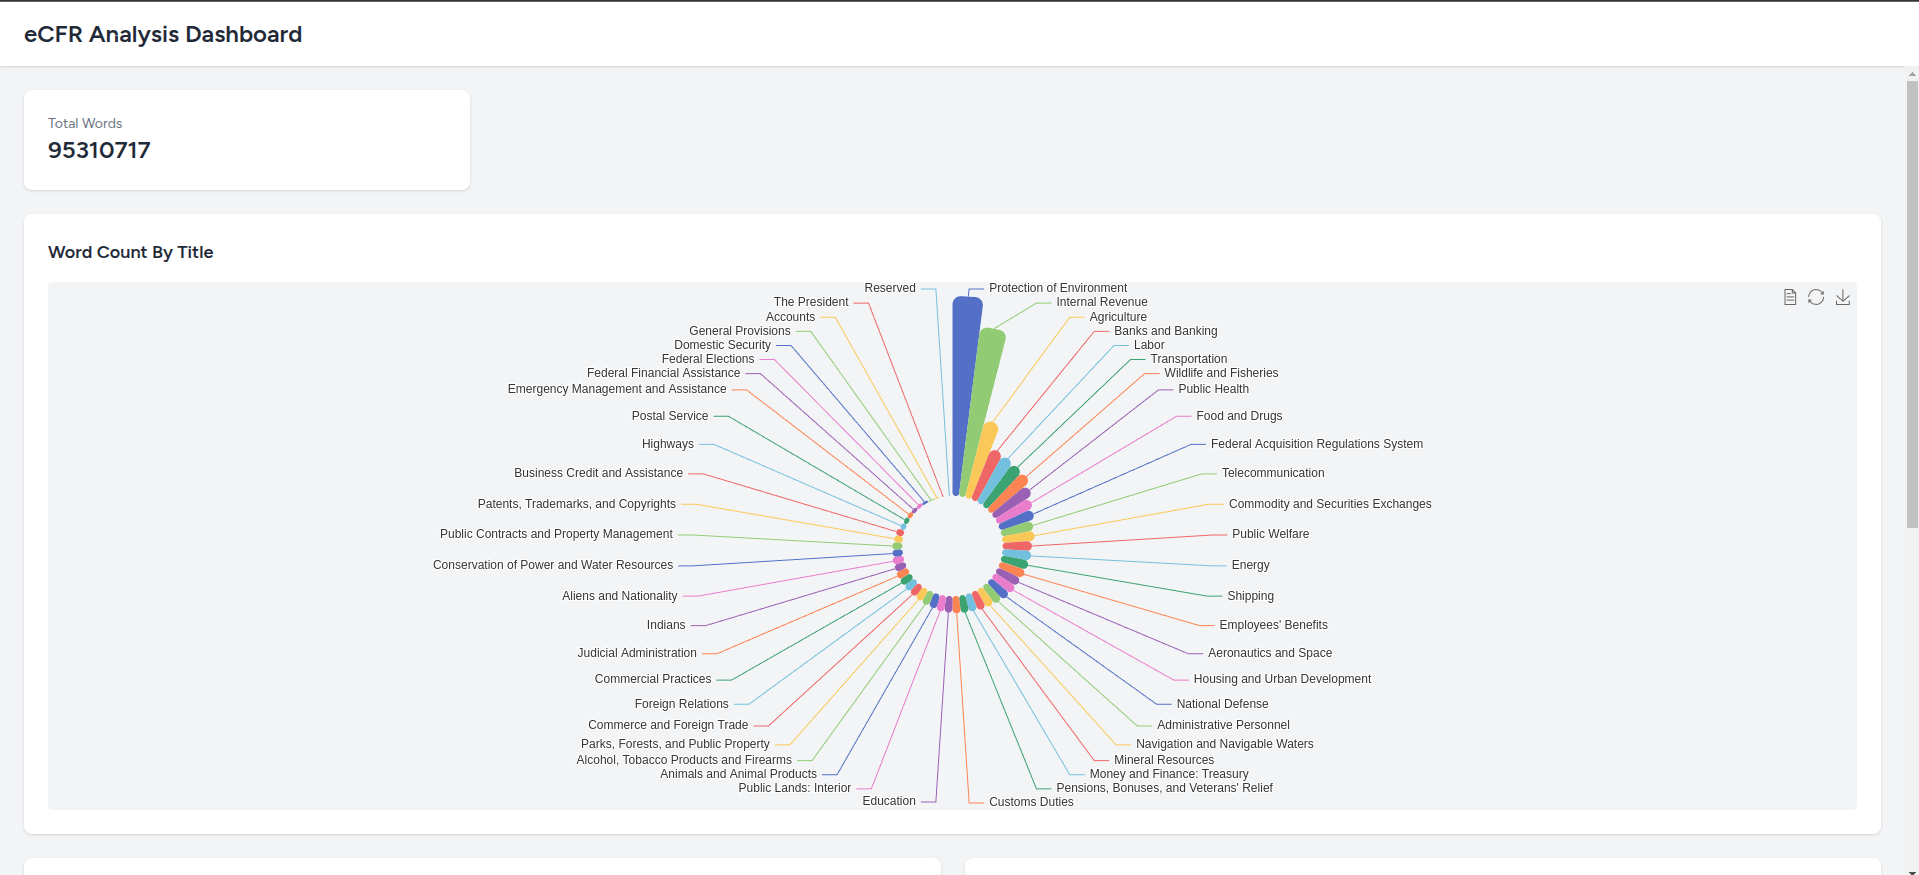 eCFR Analysis Dashboard
Total Words
95310717
Word Count By Title
Reserved
Protection of Environment
The President
Internal Revenue
Accounts
Agriculture
General Provisions
Banks and Banking
Domestic Security
Labor
Federal Elections
Transportation
Federal Financial Assistance
Wildlife and Fisheries
Emergency Management and Assistance
Public Health
Postal Service
Food and Drugs
Highways
Federal Acquisition Regulations System
Business Credit and Assistance
Telecommunication
Patents, Trademarks, and Copyrights
Commodity and Securities Exchanges
Public Contracts and Property Management
Public Welfare
Conservation of Power and Water Resources
Energy
Aliens and Nationality
Shipping
Indians
Employees' Benefits
Judicial Administration
Aeronautics and Space
Commercial Practices
Housing and Urban Development
Foreign Relations
National Defense
Commerce and Foreign Trade
Administrative Personnel
Parks, Forests, and Public Property
Navigation and Navigable Waters
Alcohol, Tobacco Products and Firearms
Mineral Resources
Animals and Animal Products
Money and Finance: Treasury
Public Lands: Interior
Pensions, Bonuses, and Veterans' Relief
Education
Customs Duties